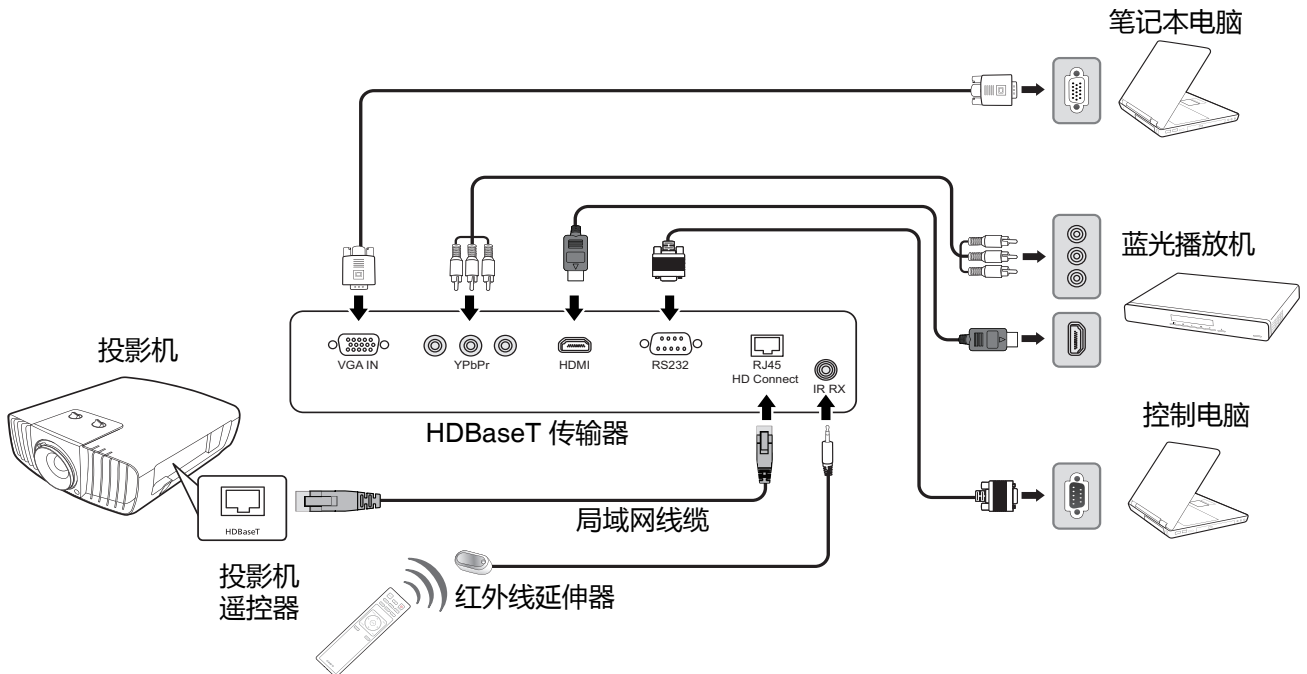 笔记本电脑
蓝光播放机
投影机
VGA IN
YPbPr
HDMI
RS232
RJ45
HD Connect
IR RX
HDBaseT 传输器
控制电脑
HDBaseT
局域网线缆
投影机
遥控器
红外线延伸器